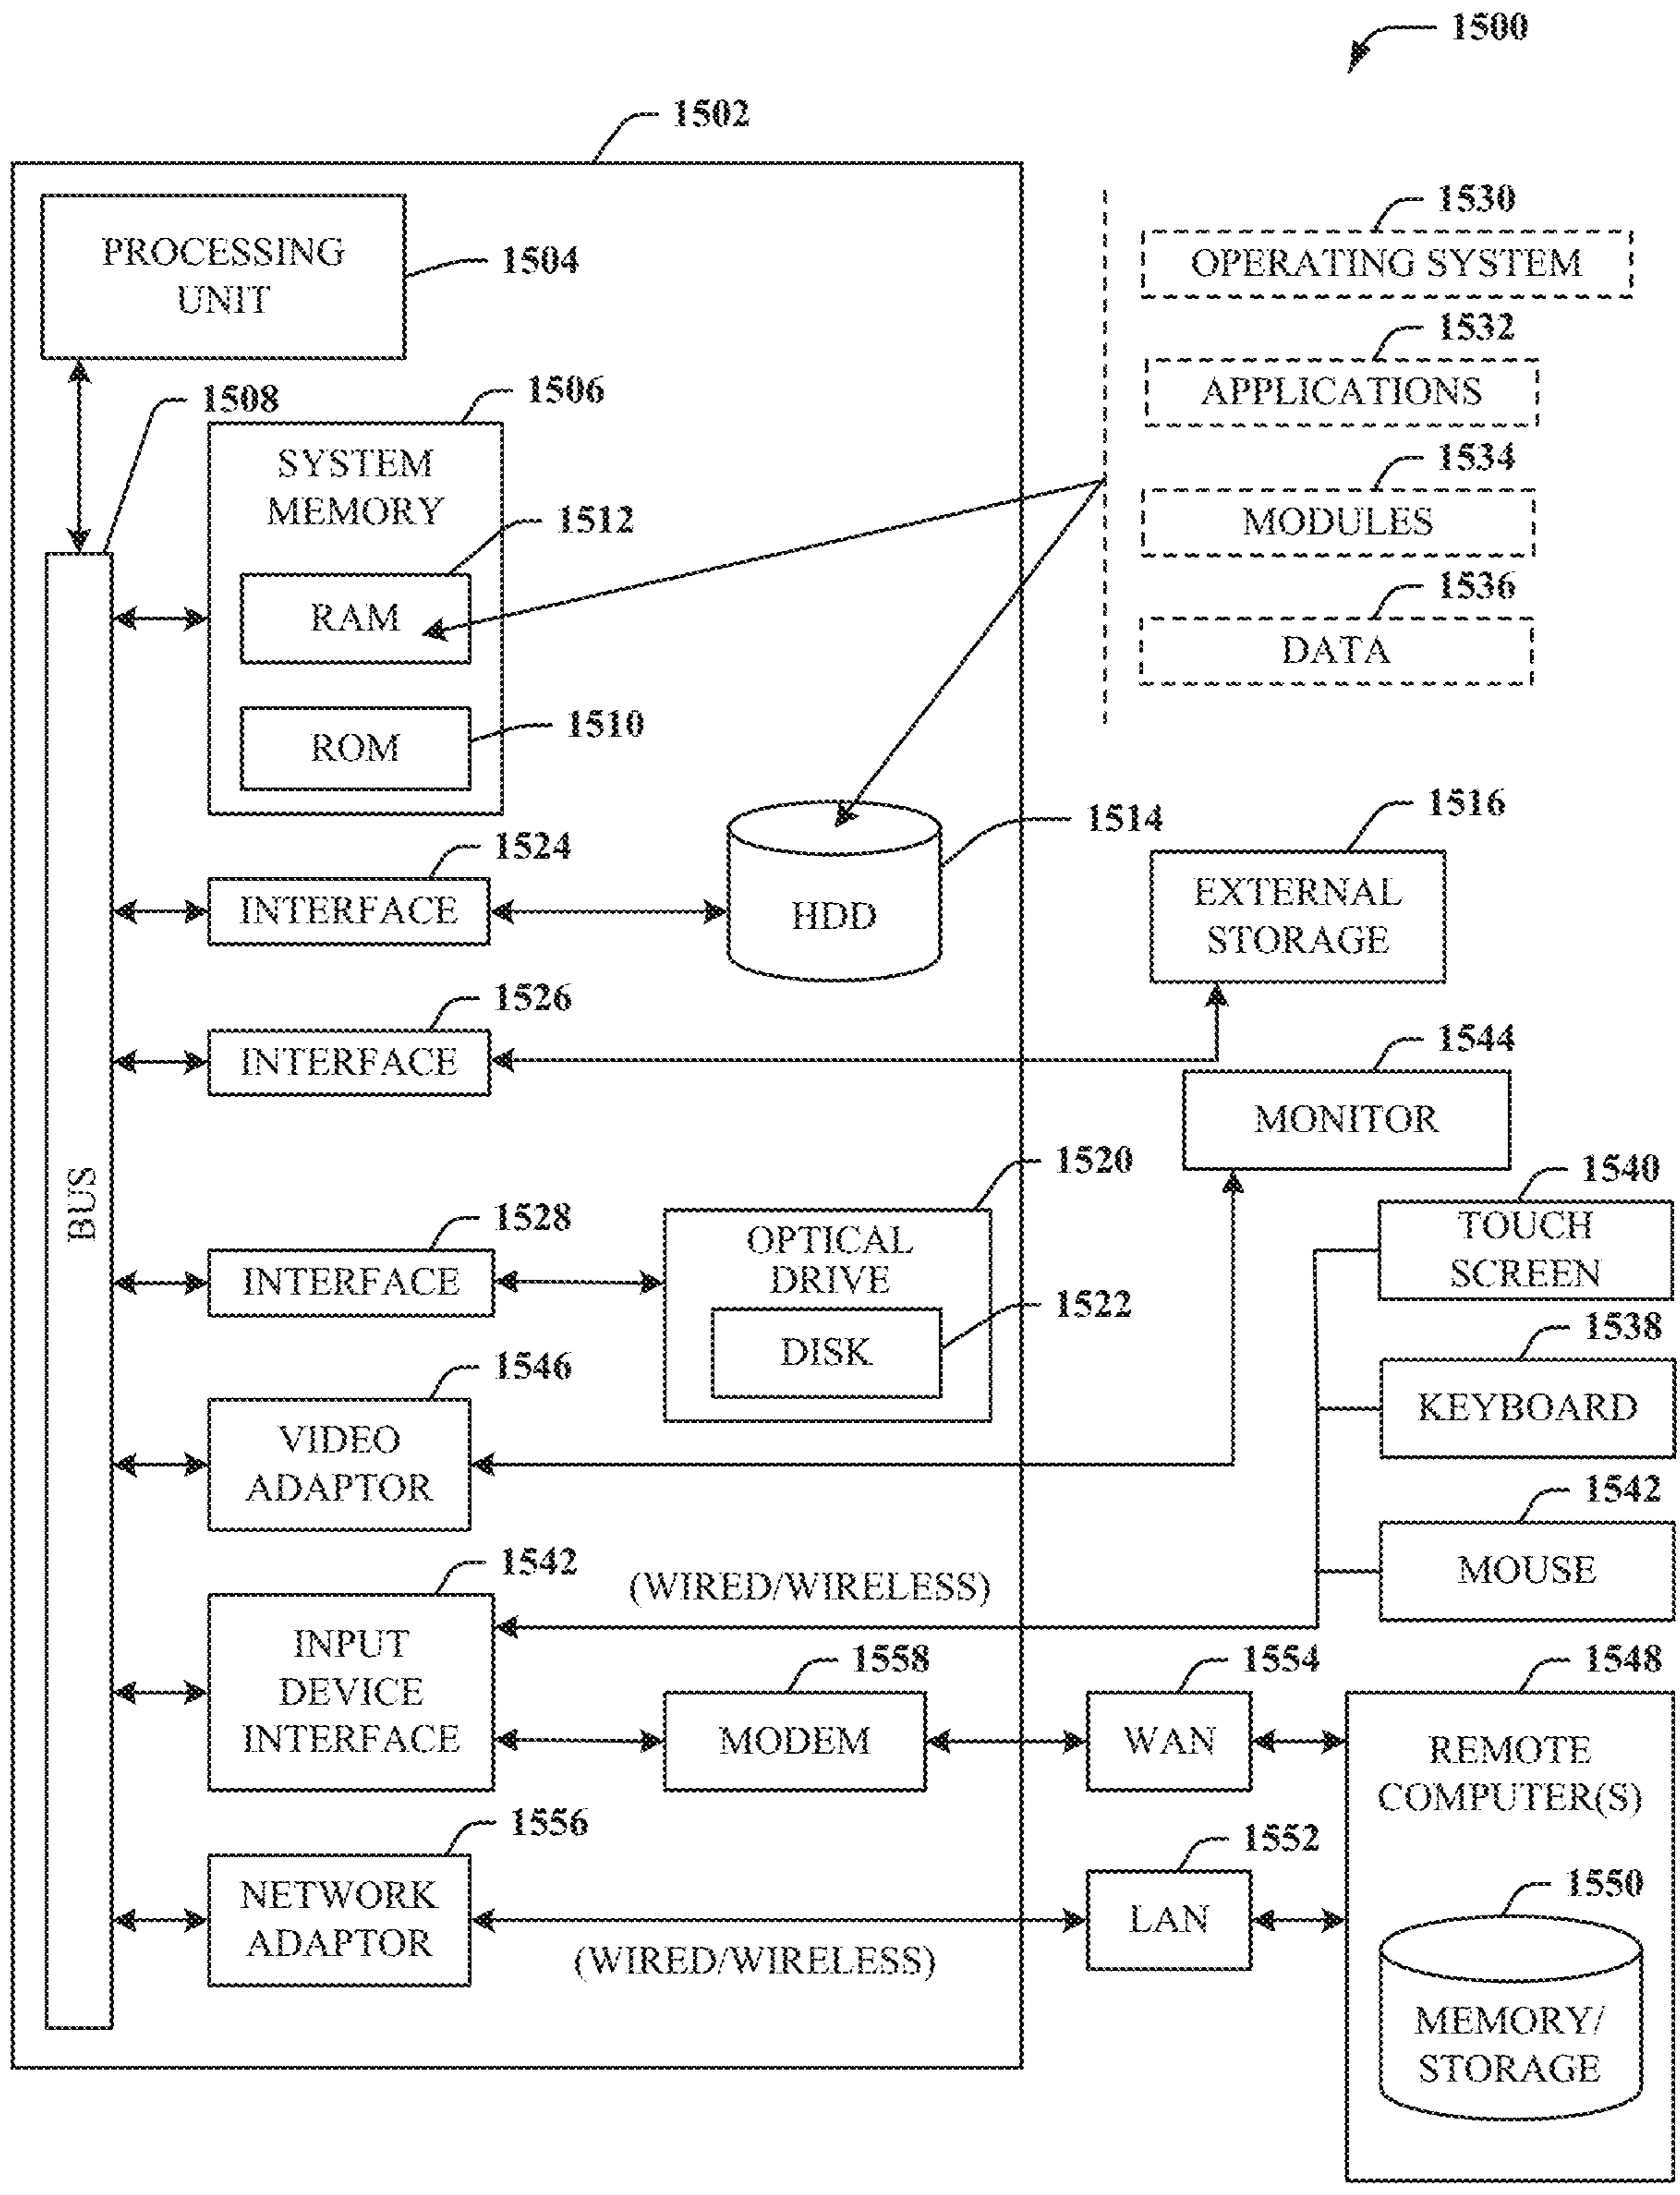 1500
1502
PROCESSING
UNIT
1504
1530
OPERATING SYSTEM
1532
APPLICATIONS
1534
MODULES
1536
DATA
1508
1506
SYSTEM
MEMORY
1512
RAM
1510
ROM
1524
INTERFACE
1514
HDD
1516
EXTERNAL
STORAGE
1526
INTERFACE
1544
MONITOR
BUS
1528
INTERFACE
1520
OPTICAL
DRIVE
1522
DISK
1540
TOUCH
SCREEN
1538
KEYBOARD
1546
VIDEO
ADAPTOR
1542
MOUSE
1542
INPUT
DEVICE
INTERFACE
(WIRED/WIRELESS)
1558
MODEM
1554
WAN
1548
REMOTE
COMPUTER(S)
1556
NETWORK
ADAPTOR
(WIRED/WIRELESS)
1552
LAN
1550
MEMORY/
STORAGE